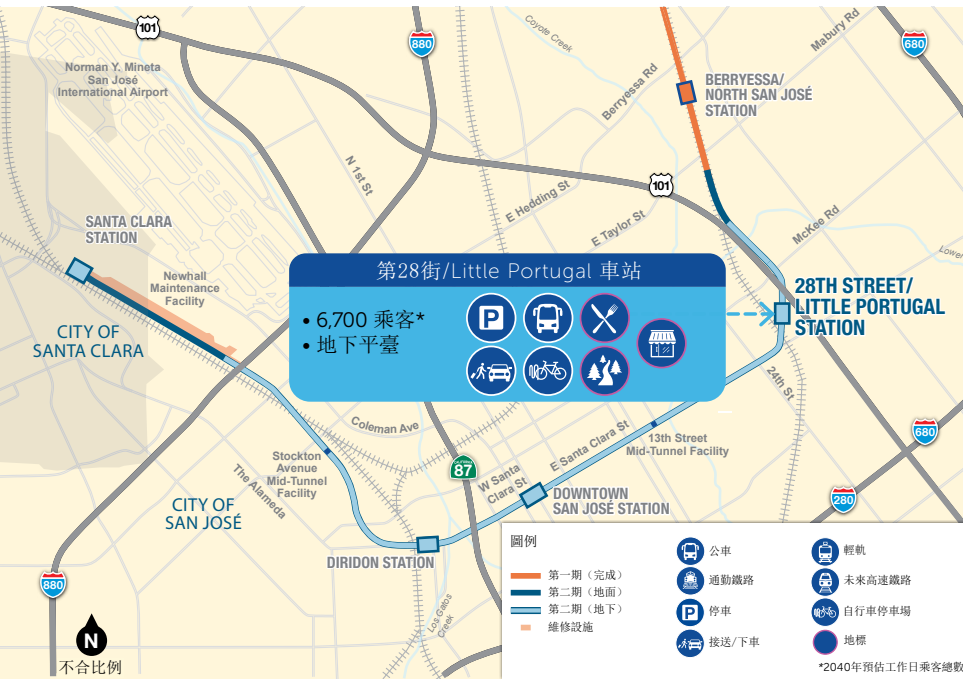 101
880
Coyote Creek
Mabury Rd
680
Norman Y. Mineta
San José
International Airport
Berryessa Rd
BERRYESSA/
NORTH SAN JOSÉ
STATION
N 1st St
101
E Hedding St
E Taylor St
McKee Rd
Lower
SANTA CLARA
STATION
Newhall
Maintenance
Facility
CITY OF
SANTA CLARA
第28街/Little Portugal 車站
• 6,700 乘客*
• 地下平臺
P
28TH STREET/
LITTLE PORTUGAL
STATION
24th St
Coleman Ave
Stockton
Avenue
Mid-Tunnel
Facility
The Alameda
CITY OF
SAN JOSÉ
CALIFORNIA
87
W Santa
Clara St
E Santa Clara St
13th Street
Mid-Tunnel Facility
680
280
DOWNTOWN
SAN JOSÉ STATION
DIRIDON STATION
880
Los Gatos
Creek
N
不合比例
圖例
第一期（完成）
第二期（地面）
第二期（地下）
維修設施
公車
通勤鐵路
P
停車
接送/下車
輕軌
未來高速鐵路
自行車停車場
地標
*2040年預估工作日乘客總數